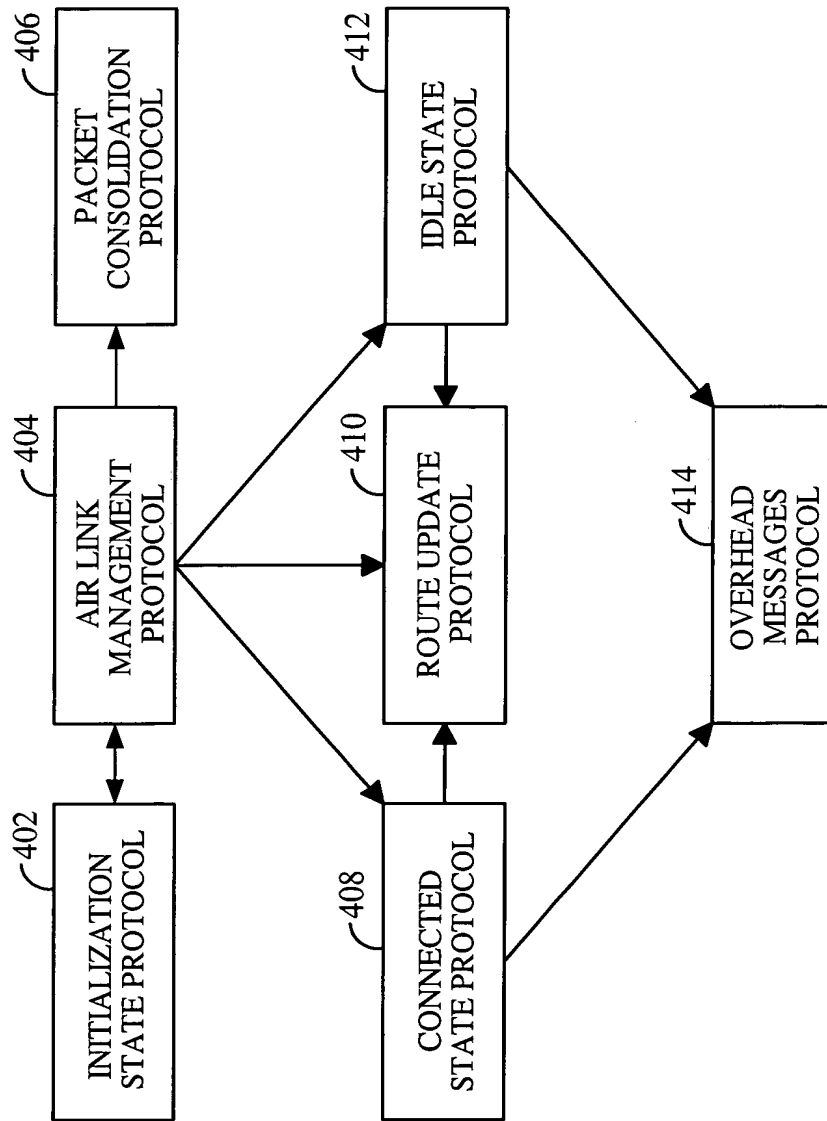 402
INITIALIZATION
STATE PROTOCOL
404
AIR LINK
MANAGEMENT
PROTOCOL
406
PACKET
CONSOLIDATION
PROTOCOL
408
CONNECTED
STATE PROTOCOL
410
ROUTE UPDATE
PROTOCOL
412
IDLE STATE
PROTOCOL
414
OVERHEAD
MESSAGES
PROTOCOL